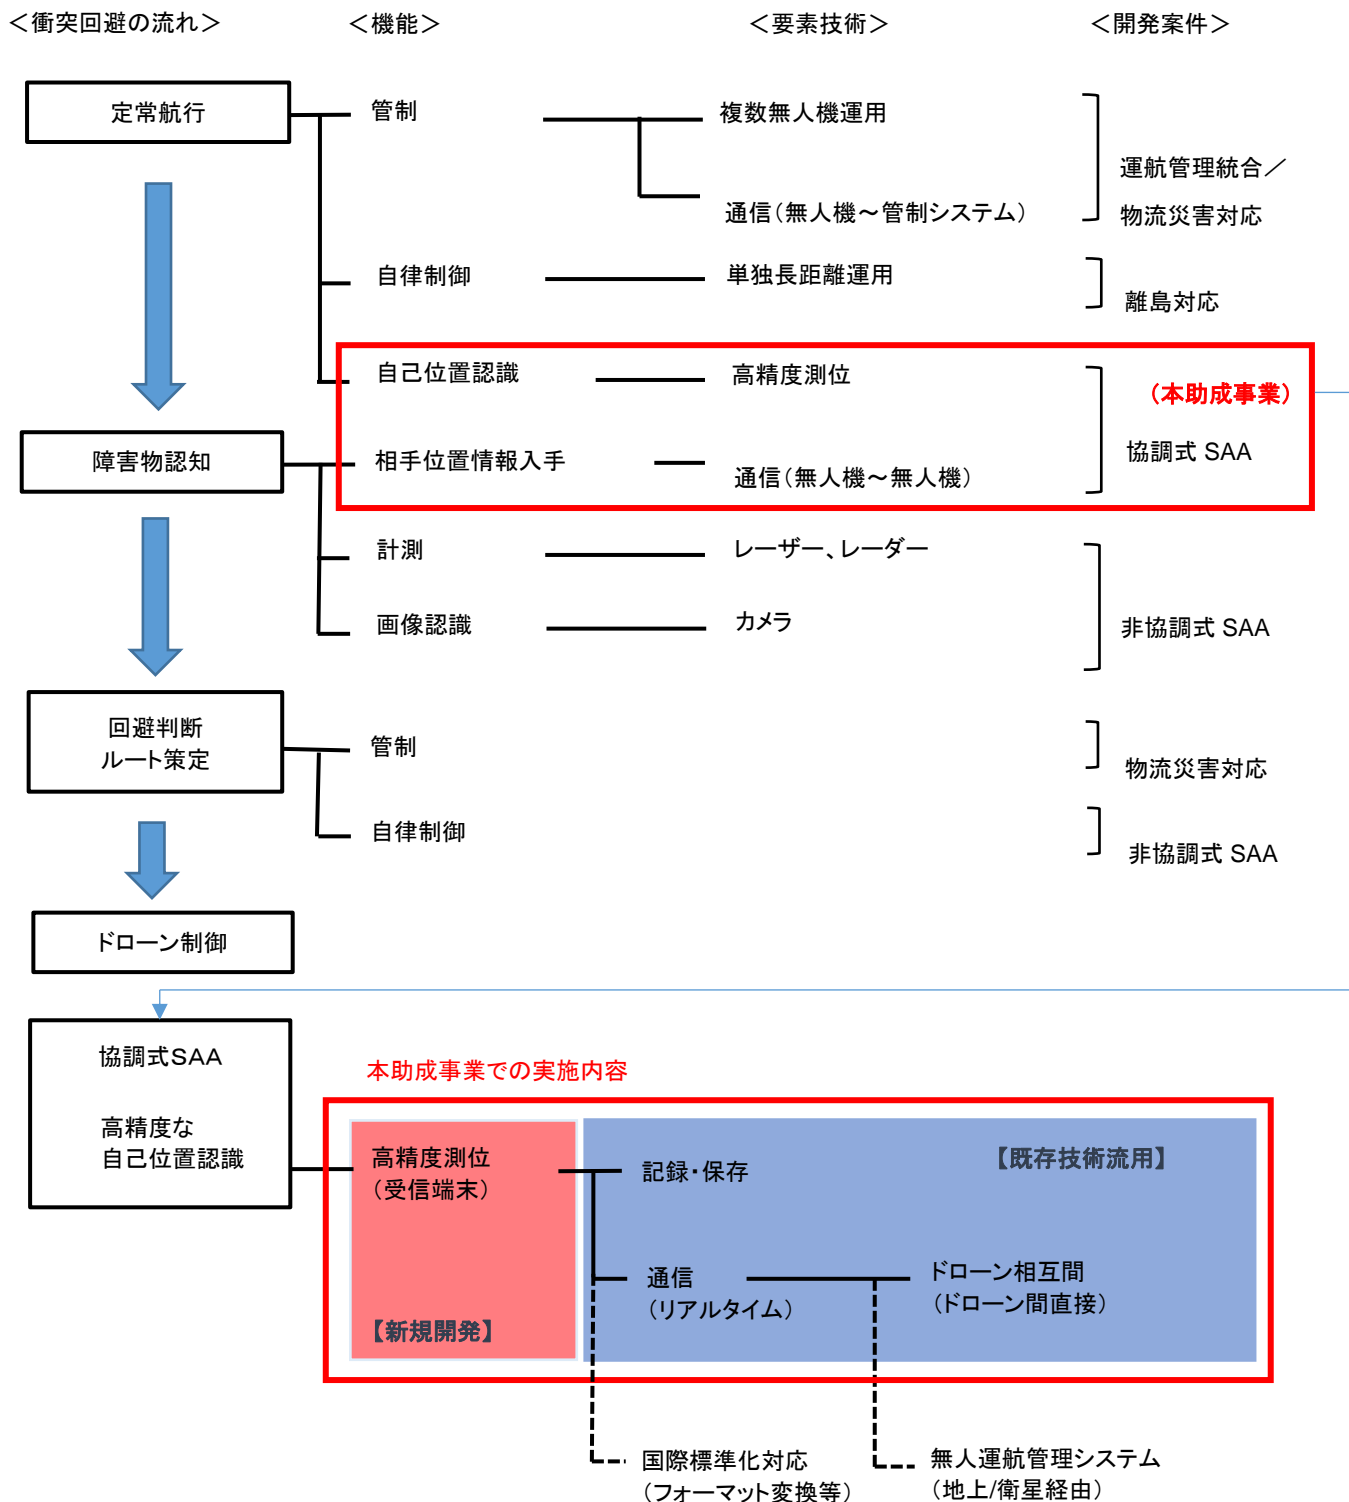 ＜衝突回避の流れ＞
＜機能＞
＜要素技術＞
＜開発案件＞
定常航行
管制
複数無人機運用
通信（無人機～管制システム）
運航管理統合／
物流災害対応
自律制御
単独長距離運用
離島対応
自己位置認識
高精度測位
（本助成事業）
障害物認知
相手位置情報入手
通信（無人機～無人機）
協調式 SAA
計測
レーザー、レーダー
画像認識
カメラ
非協調式 SAA
回避判断
ルート策定
管制
物流災害対応
自律制御
非協調式 SAA
ドローン制御
協調式ＳＡＡ
高精度な
自己位置認識
本助成事業での実施内容
高精度測位
（受信端末）
【新規開発】
記録・保存
【既存技術流用】
通信
（リアルタイム）
ドローン相互間
（ドローン間直接）
国際標準化対応
（フォーマット変換等）
無人運航管理システム
（地上/衛星経由）